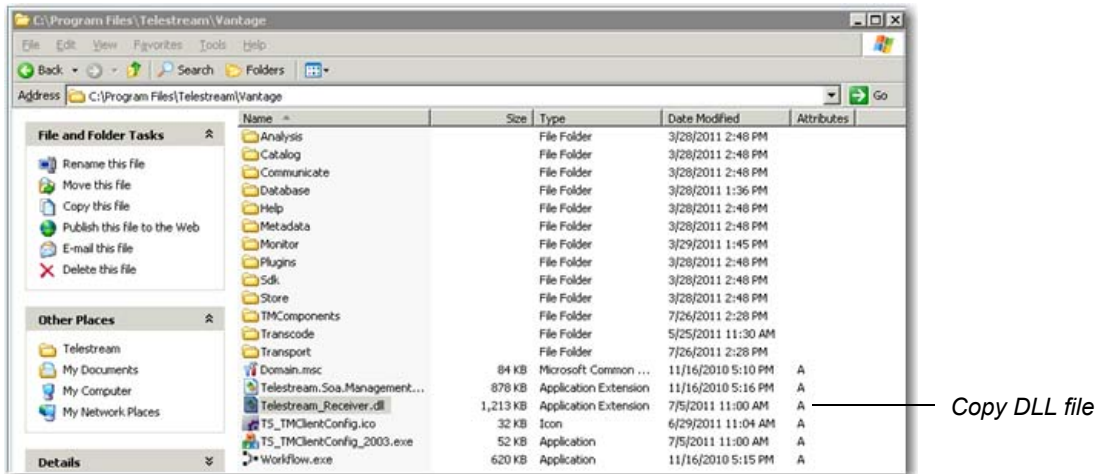 C:\Program Files\Telestream\Vantage
File Edit View Favorites Tools Help
Back Search Folders
Address C:\Program Files\Telestream\Vantage Go
File and Folder Tasks
Rename this file
Move this file
Copy this file
Publish this file to the Web
E-mail this file
Delete this file
Other Places
Telestream
My Documents
My Computer
My Network Places
Details
Name Size Type Date Modified Attributes
Analysis File Folder 3/28/2011 2:48 PM
Catalog File Folder 3/28/2011 2:48 PM
Communicate File Folder 3/28/2011 2:48 PM
Database File Folder 3/28/2011 1:36 PM
Help File Folder 3/28/2011 2:48 PM
Metadata File Folder 3/28/2011 2:48 PM
Monitor File Folder 3/29/2011 1:45 PM
Plugins File Folder 3/28/2011 2:48 PM
Sdk File Folder 3/28/2011 2:48 PM
Store File Folder 3/28/2011 2:48 PM
TMComponents File Folder 7/26/2011 2:28 PM
Transcode File Folder 5/25/2011 11:30 AM
Transport File Folder 7/26/2011 2:28 PM
Domain.msc 84 KB Microsoft Common ... 11/16/2010 5:10 PM A
Telestream.Soa.Management... 878 KB Application Extension 11/16/2010 5:16 PM A
Telestream_Receiver.dll 1,213 KB Application Extension 7/5/2011 11:00 AM A
TS_TMClientConfig.ico 32 KB Icon 6/29/2011 11:04 AM A
TS_TMClientConfig_2003.exe 52 KB Application 7/5/2011 11:00 AM A
Workflow.exe 620 KB Application 11/16/2010 5:15 PM A
Copy DLL file